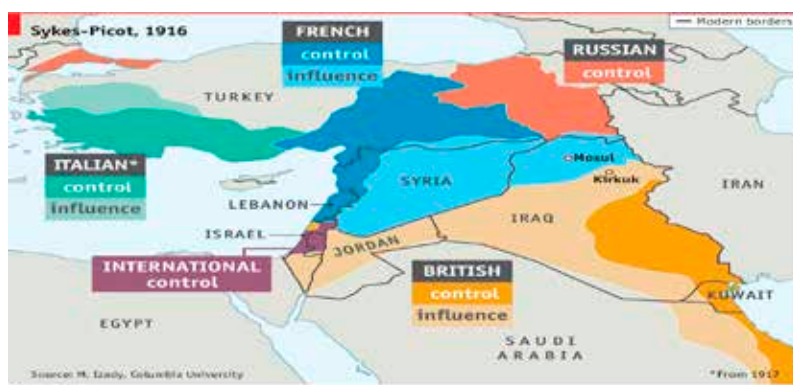 Sykes-Picot, 1916
FRENCH
control
influence
Modern borders
RUSSIAN
control
TURKEY
ITALIAN*
control
influence
Mosul
Kirkuk
SYRIA
IRAN
LEBANON
IRAQ
ISRAEL
JORDAN
INTERNATIONAL
control
BRITISH
control
influence
KUWAIT
EGYPT
SAUDI
ARABIA
Source: M. Izady, Columbia University
*From 1917